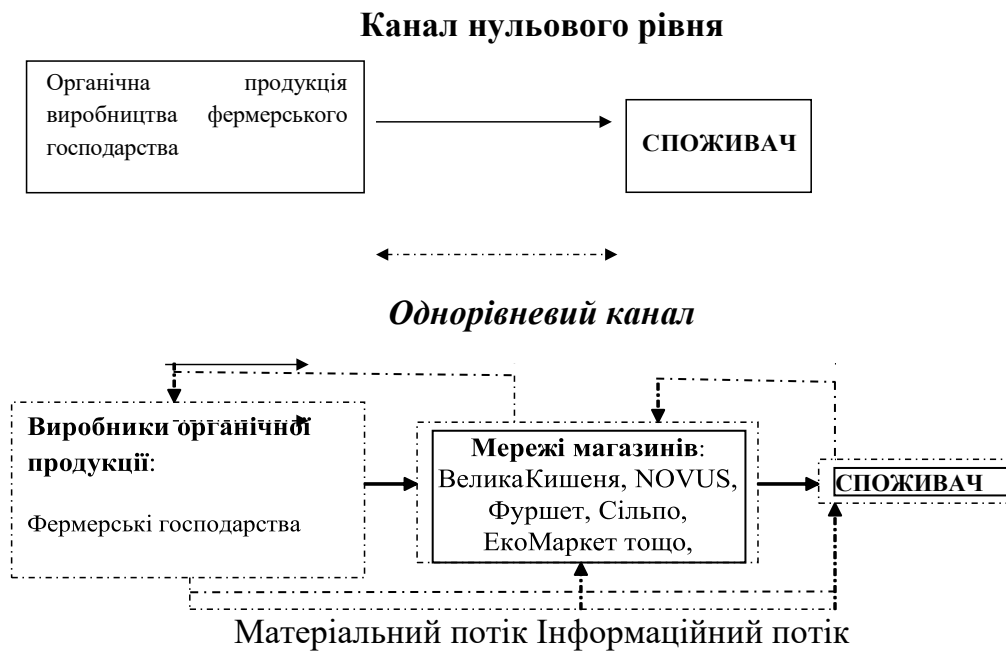 Канал нульового рівня
Органічна продукція
виробництва фермерського
господарства
СПОЖИВАЧ
Однорівневий канал
Виробники органічної
продукції:
Фермерські господарства
Мережі магазинів:
ВеликаКишеня, NOVUS,
Фуршет, Сільпо,
ЕкоМаркет тощо,
СПОЖИВАЧ
Матеріальний потік Інформаційний потік